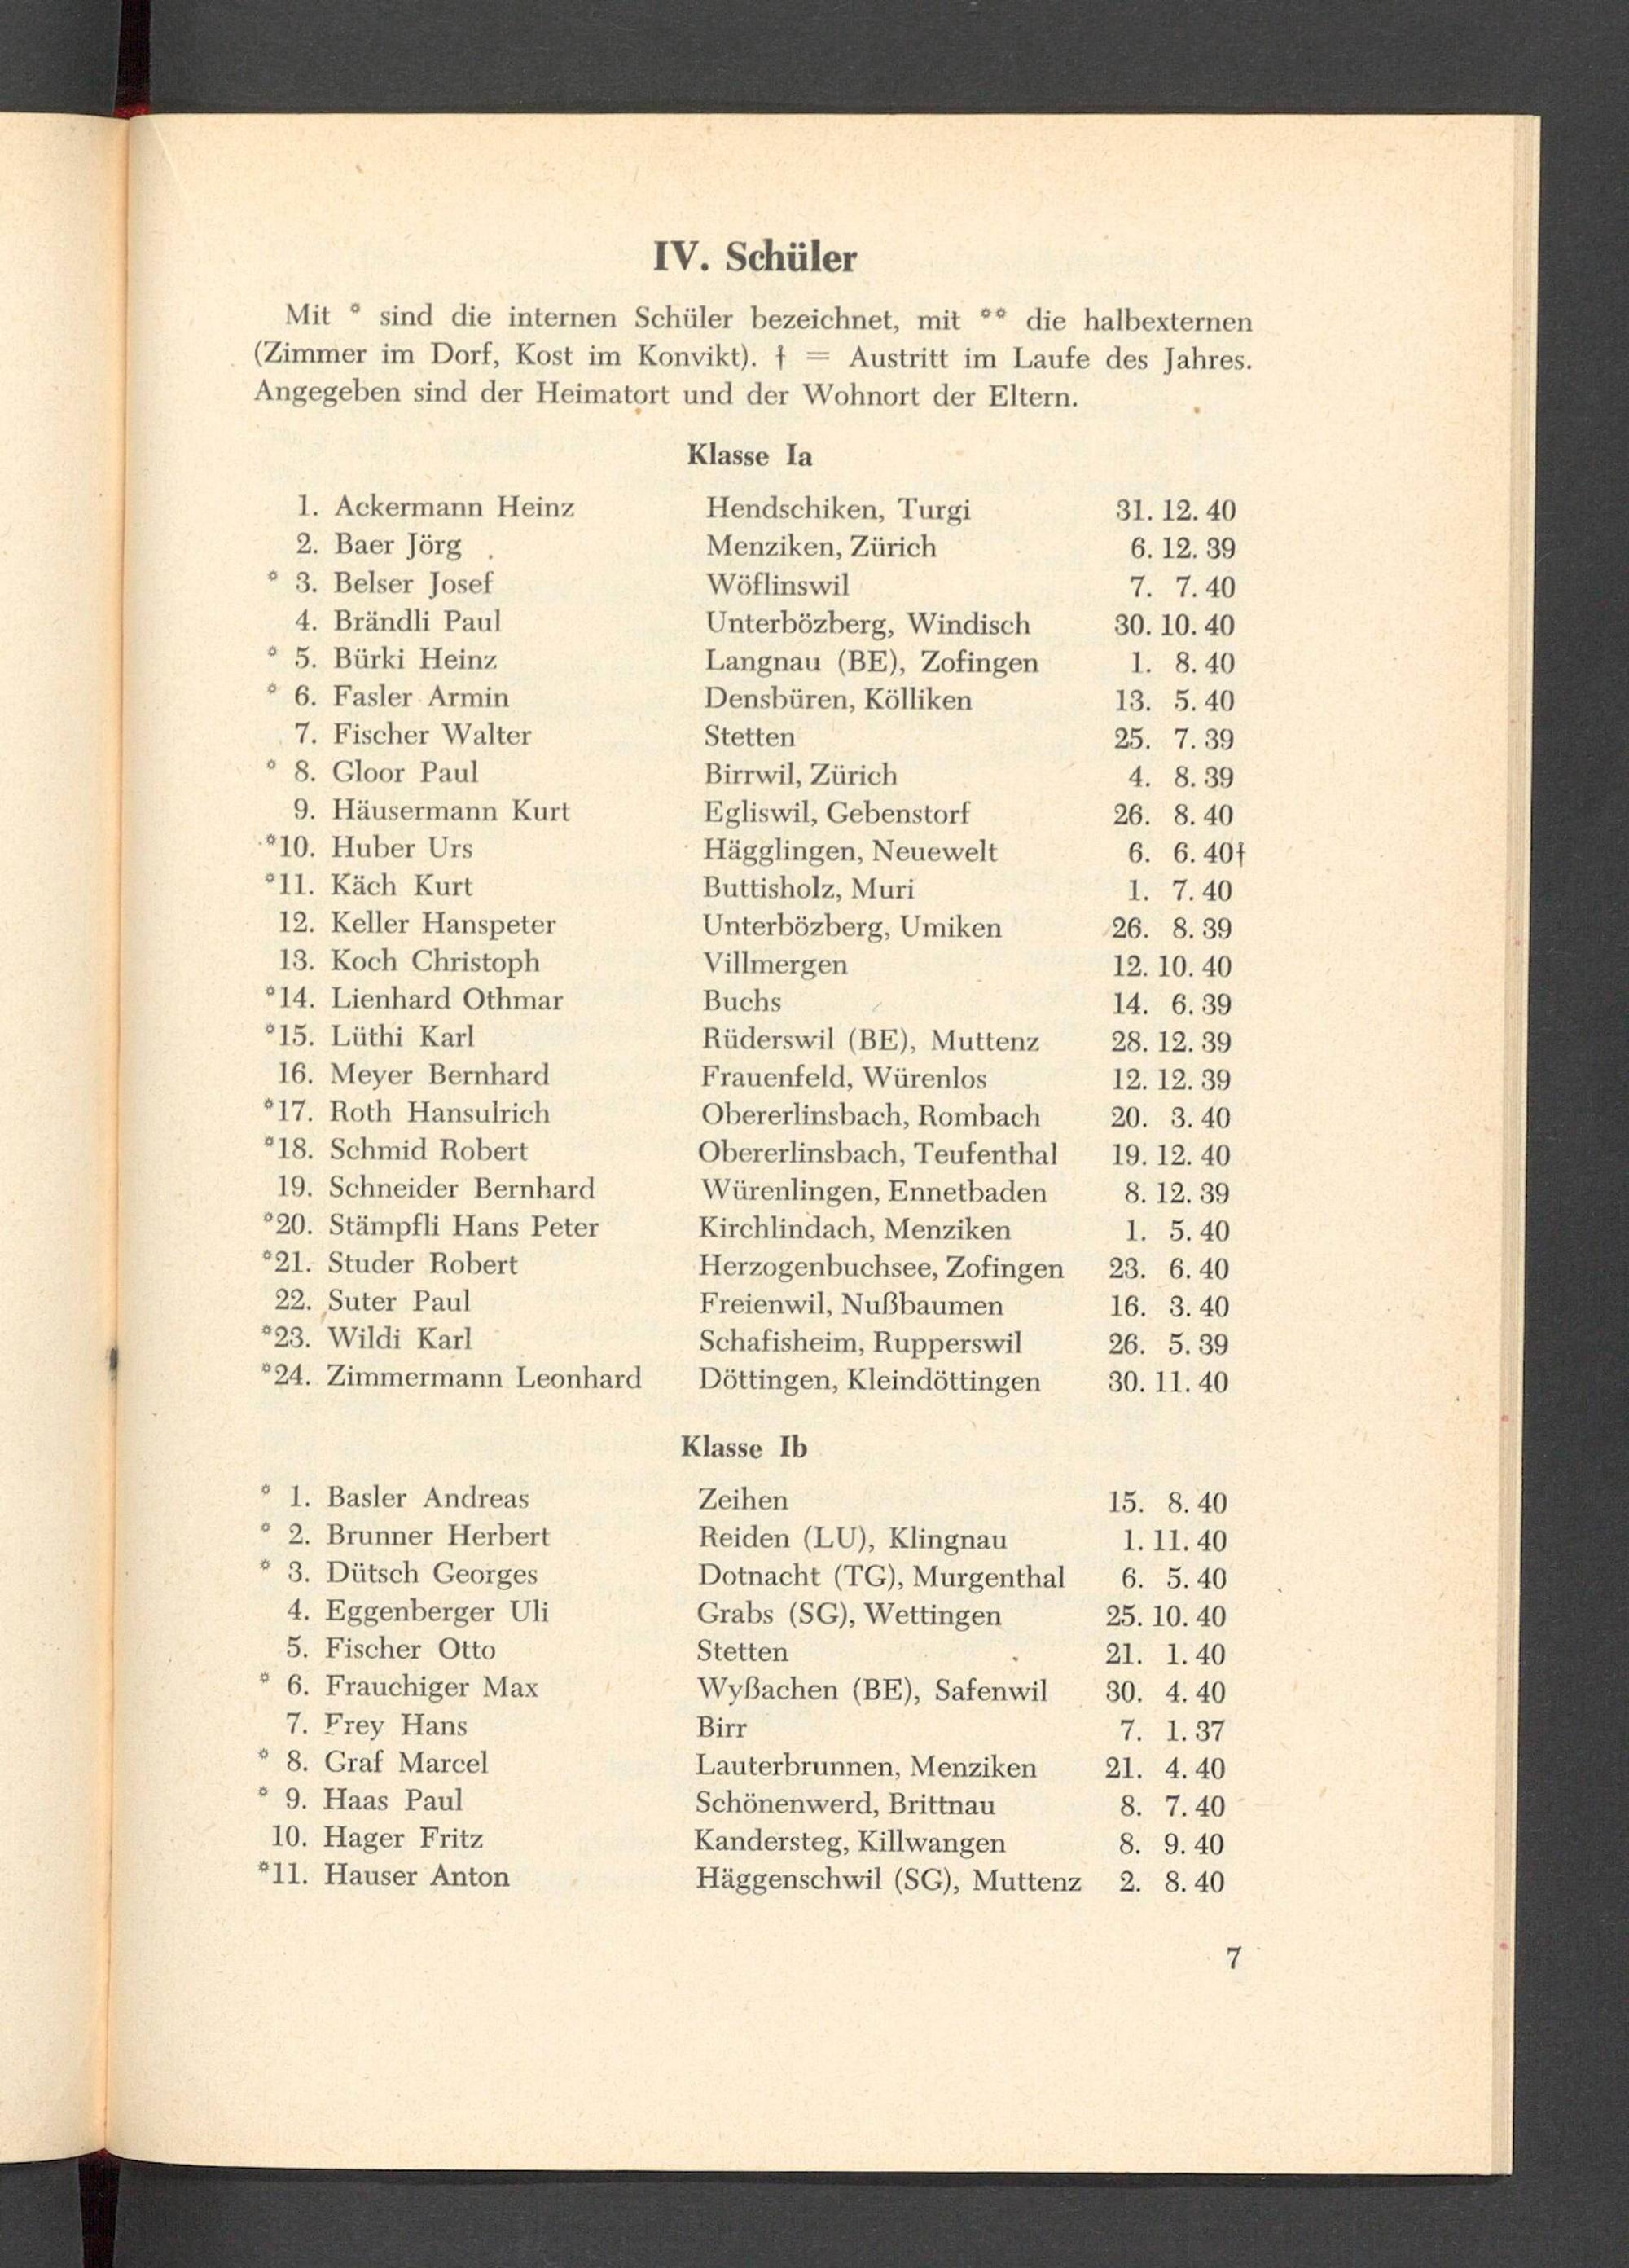 IV. Schüler
Mit * sind die internen Schüler bezeichnet, mit ** die halbexternen
(Zimmer im Dorf, Kost im Konvikt). † = Austritt im Laufe des Jahres.
Angegeben sind der Heimatort und der Wohnort der Eltern.
Klasse Ia
1. Ackermann Heinz Hendschiken, Turgi 31. 12. 40
2. Baer Jörg Menziken, Zürich 6. 12. 39
* 3. Belser Josef Wöflinswil 7. 7. 40
4. Brändli Paul Unterbözberg, Windisch 30. 10. 40
* 5. Bürki Heinz Langnau (BE), Zofingen 1. 8. 40
* 6. Fasler Armin Densbüren, Kölliken 13. 5. 40
7. Fischer Walter Stetten 25. 7. 39
* 8. Gloor Paul Birrwil, Zürich 4. 8. 39
9. Häusermann Kurt Egliswil, Gebenstorf 26. 8. 40
*10. Huber Urs Hägglingen, Neuewelt 6. 6. 40†
*11. Käch Kurt Buttisholz, Muri 1. 7. 40
12. Keller Hanspeter Unterbözberg, Umiken 26. 8. 39
13. Koch Christoph Villmergen 12. 10. 40
*14. Lienhard Othmar Buchs 14. 6. 39
*15. Lüthi Karl Rüderswil (BE), Muttenz 28. 12. 39
16. Meyer Bernhard Frauenfeld, Würenlos 12. 12. 39
*17. Roth Hansulrich Obererlinsbach, Rombach 20. 3. 40
*18. Schmid Robert Obererlinsbach, Teufenthal 19. 12. 40
19. Schneider Bernhard Würenlingen, Ennetbaden 8. 12. 39
*20. Stämpfli Hans Peter Kirchlindach, Menziken 1. 5. 40
*21. Studer Robert Herzogenbuchsee, Zofingen 23. 6. 40
22. Suter Paul Freienwil, Nußbaumen 16. 3. 40
*23. Wildi Karl Schafisheim, Rupperswil 26. 5. 39
*24. Zimmermann Leonhard Döttingen, Kleindöttingen 30. 11. 40
Klasse Ib
* 1. Basler Andreas Zeihen 15. 8. 40
* 2. Brunner Herbert Reiden (LU), Klingnau 1. 11. 40
* 3. Dütsch Georges Dotnacht (TG), Murgenthal 6. 5. 40
4. Eggenberger Uli Grabs (SG), Wettingen 25. 10. 40
5. Fischer Otto Stetten 21. 1. 40
* 6. Frauchiger Max Wyßachen (BE), Safenwil 30. 4. 40
7. Frey Hans Birr 7. 1. 37
* 8. Graf Marcel Lauterbrunnen, Menziken 21. 4. 40
* 9. Haas Paul Schönenwerd, Brittnau 8. 7. 40
10. Hager Fritz Kandersteg, Killwangen 8. 9. 40
*11. Hauser Anton Häggenschwil (SG), Muttenz 2. 8. 40
7